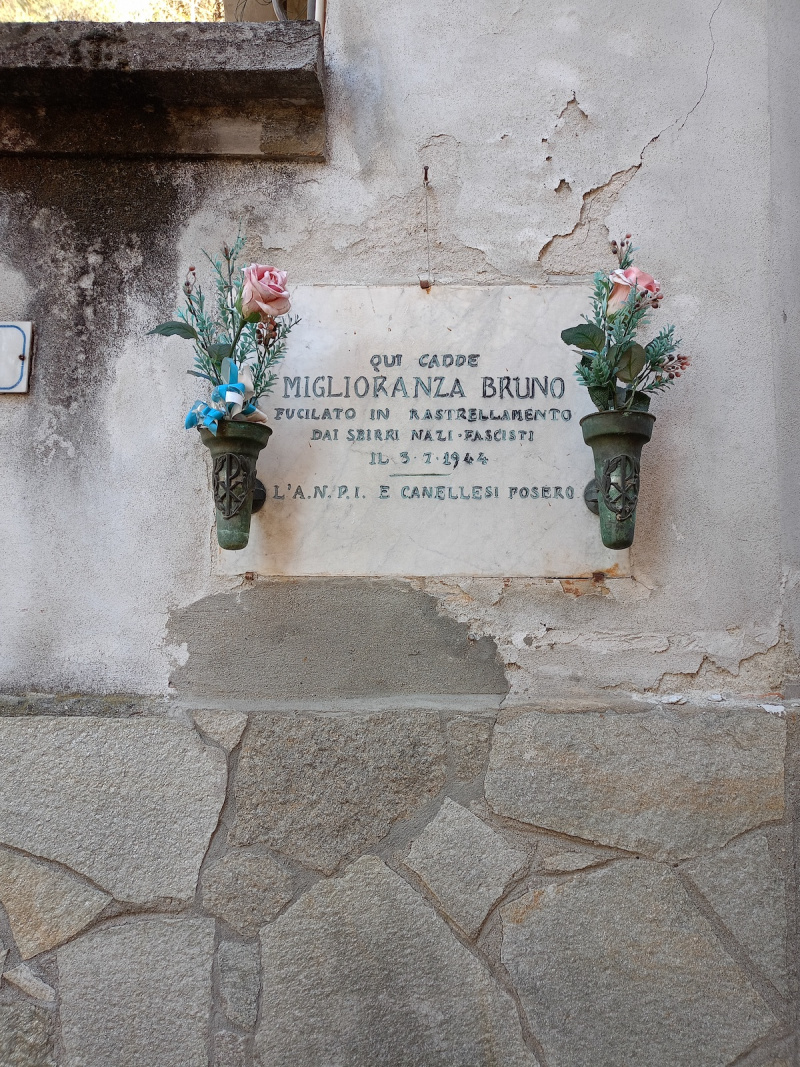 QUI CADDE
MIGLIORANZA BRUNO
FUCILATO IN RASTRELLAMENTO
DAI SBIRRI NAZI·FASCISTI
IL 3·7·1944
L'A.N.P.I. E CANELLESI POSERO